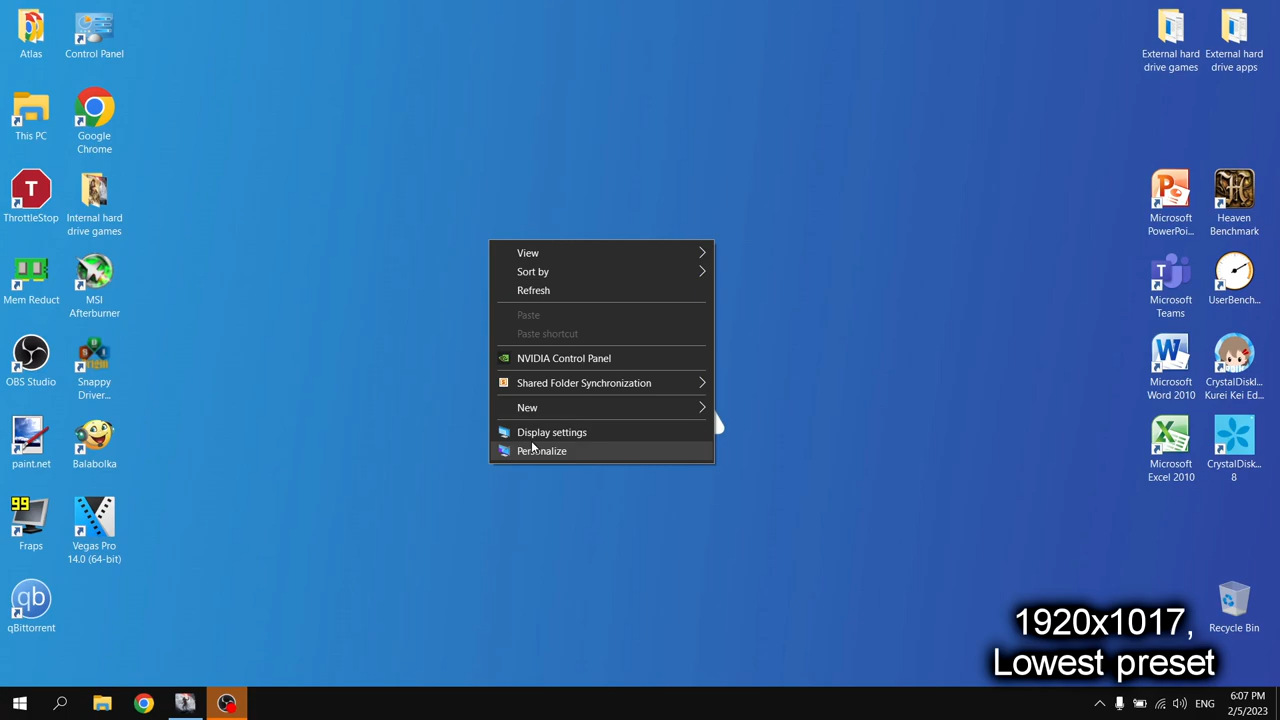 Atlas
Control Panel
This PC
Google
Chrome
ThrottleStop
Internal hard
drive games
Mem Reduct
MSI
Afterburner
OBS Studio
Snappy
Driver...
paint.net
Balabolka
99
Fraps
Vegas Pro
14.0 (64-bit)
qb
qBittorrent
View
Sort by
Refresh
Paste
Paste shortcut
NVIDIA Control Panel
Shared Folder Synchronization
New
Display settings
Personalize
External hard
drive games
External hard
drive apps
Microsoft
PowerPoi...
Heaven
Benchmark
Microsoft
Teams
UserBenc...
Microsoft
Word 2010
CrystalDiskI...
Kurei Kei Ed...
Microsoft
Excel 2010
CrystalDisk...
8
Recycle Bin
1920x1017,
Lowest preset
ENG
6:07 PM
2/5/2023